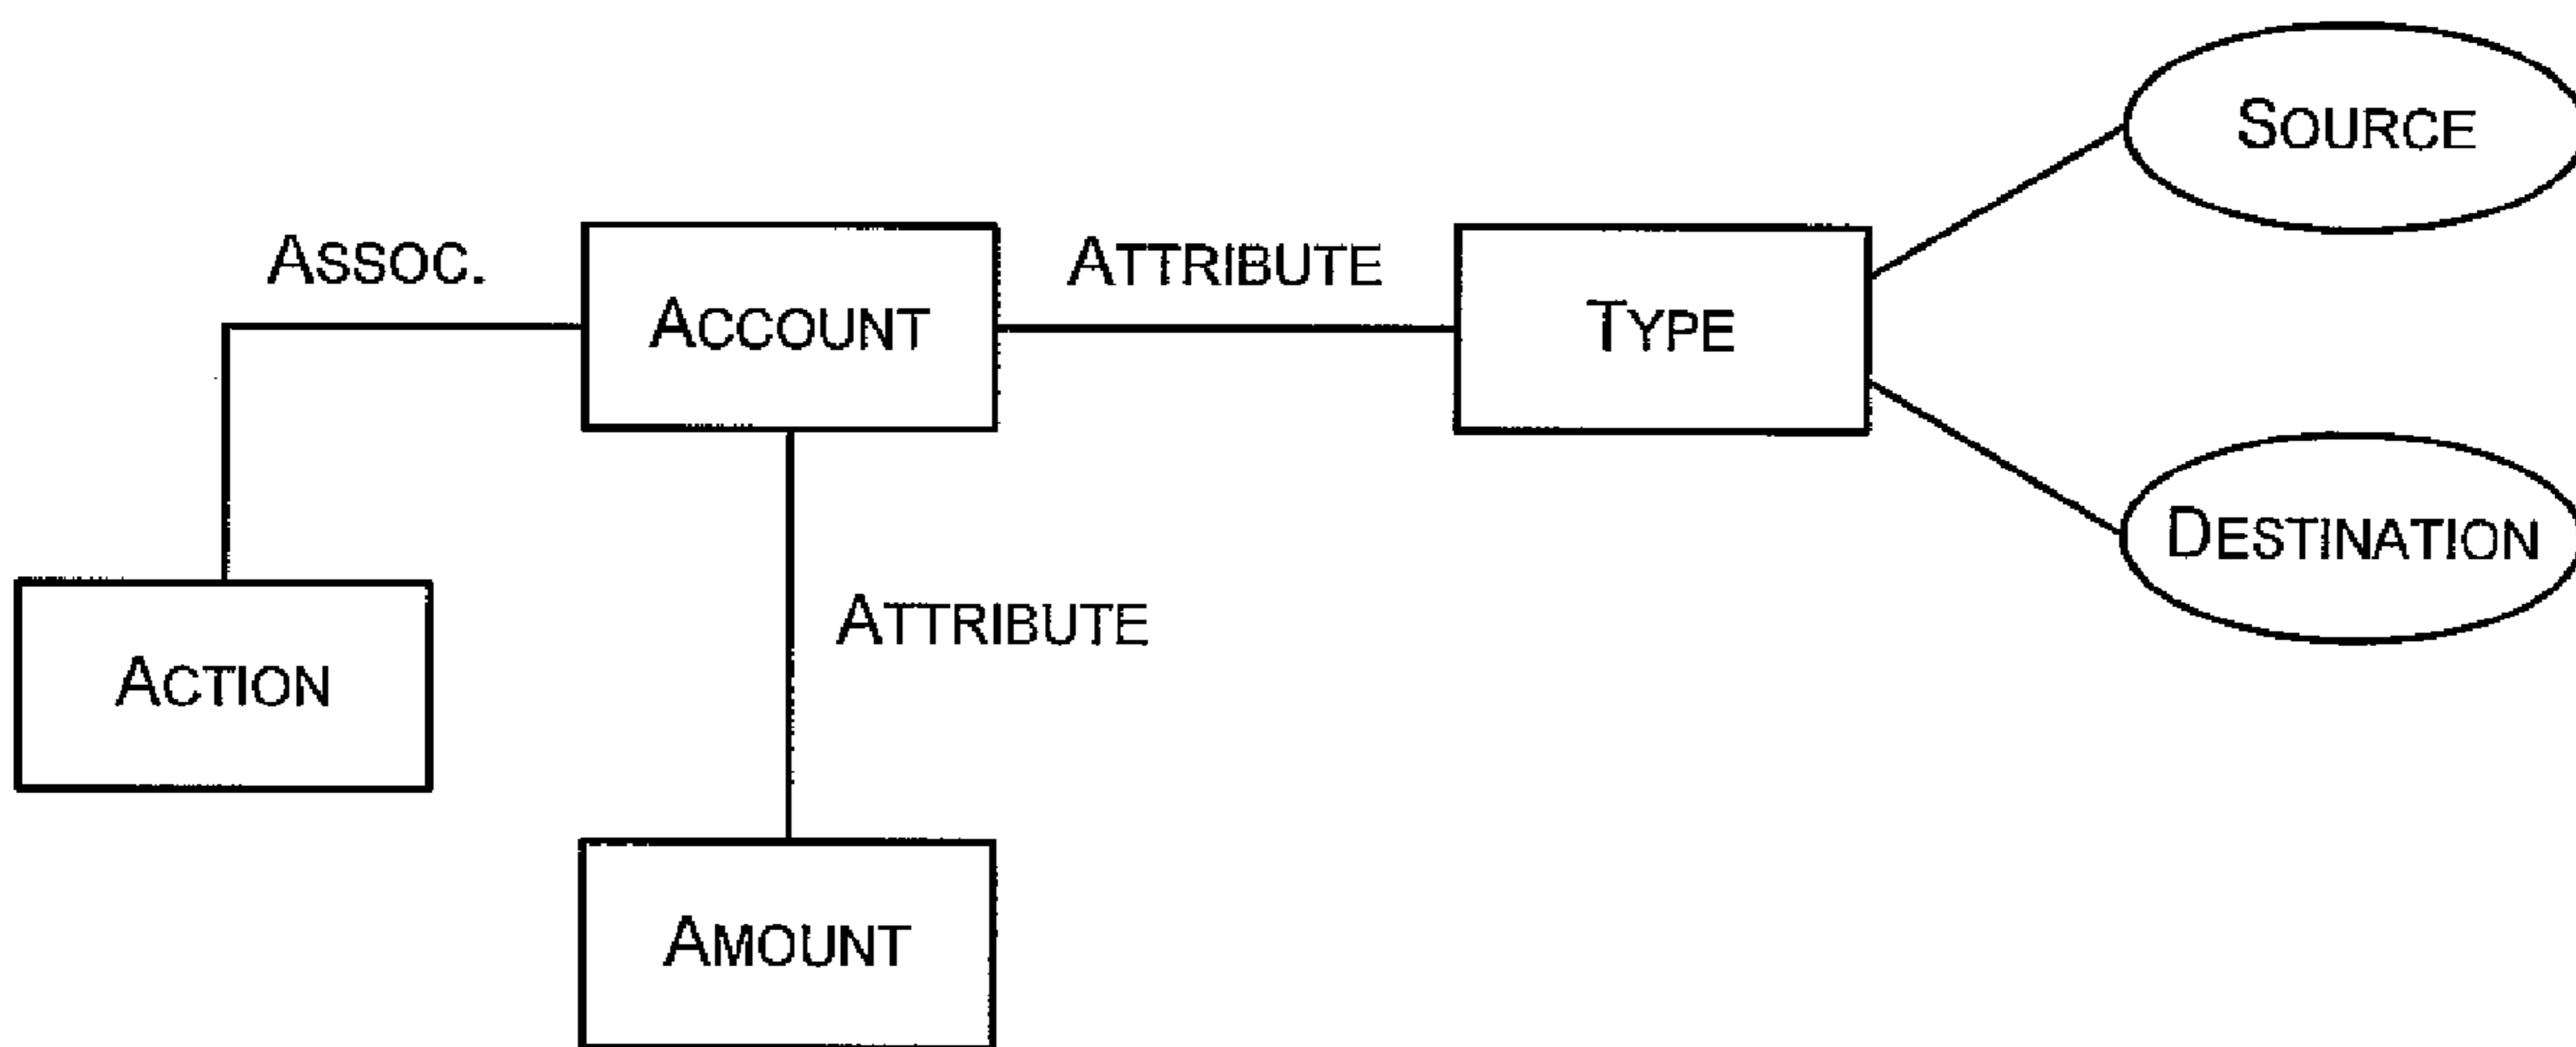 SOURCE
ASSOC.
ACCOUNT
ATTRIBUTE
TYPE
DESTINATION
ATTRIBUTE
ACTION
AMOUNT